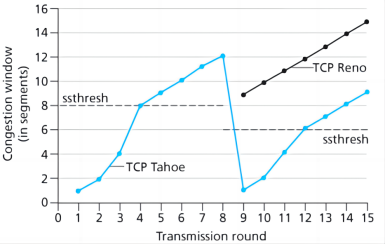 Congestion window
(in segments)
16
14
12
10
8
6
4
2
0
ssthresh
TCP Reno
ssthresh
TCP Tahoe
0 1 2 3 4 5 6 7 8 9 10 11 12 13 14 15
Transmission round